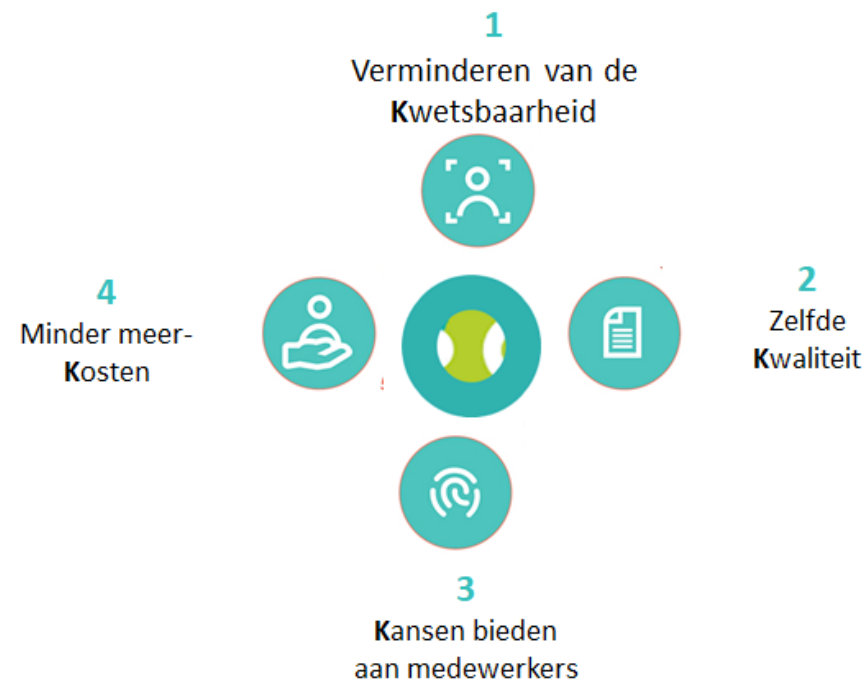 1
Verminderen van de
Kwetsbaarheid
2
Zelfde
Kwaliteit
3
Kansen bieden
aan medewerkers
4
Minder meer-
Kosten